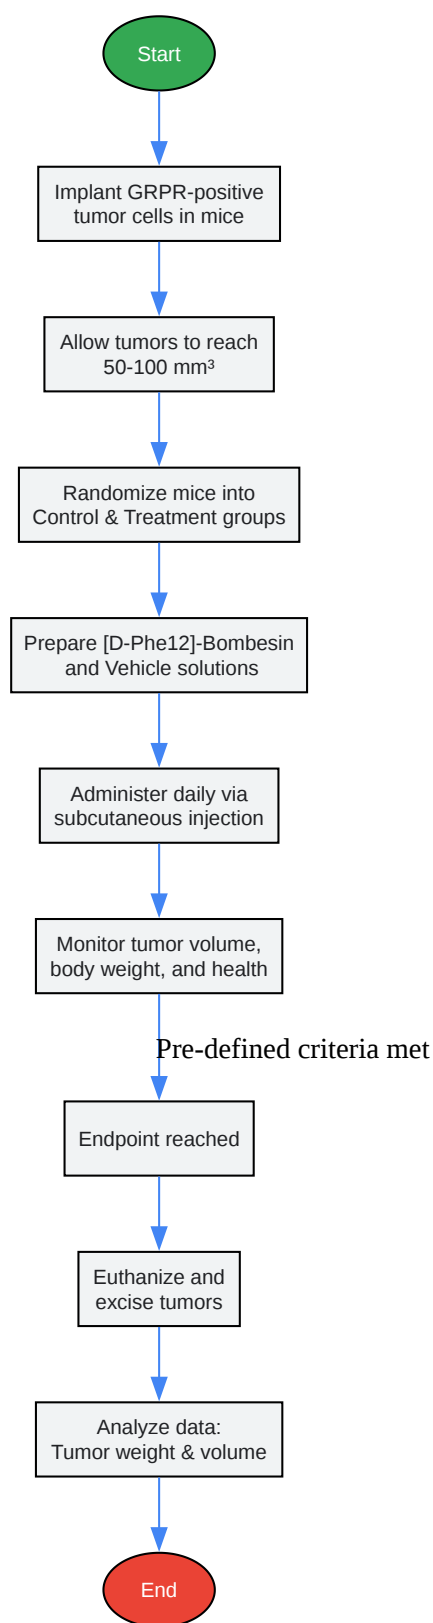 Start
Implant GRPR-positive
tumor cells in mice
Allow tumors to reach
50-100 mm³
Randomize mice into
Control & Treatment groups
Prepare [D-Phe12]-Bombesin
and Vehicle solutions
Administer daily via
subcutaneous injection
Monitor tumor volume,
body weight, and health
Pre-defined criteria met
Endpoint reached
Euthanize and
excise tumors
Analyze data:
Tumor weight & volume
End